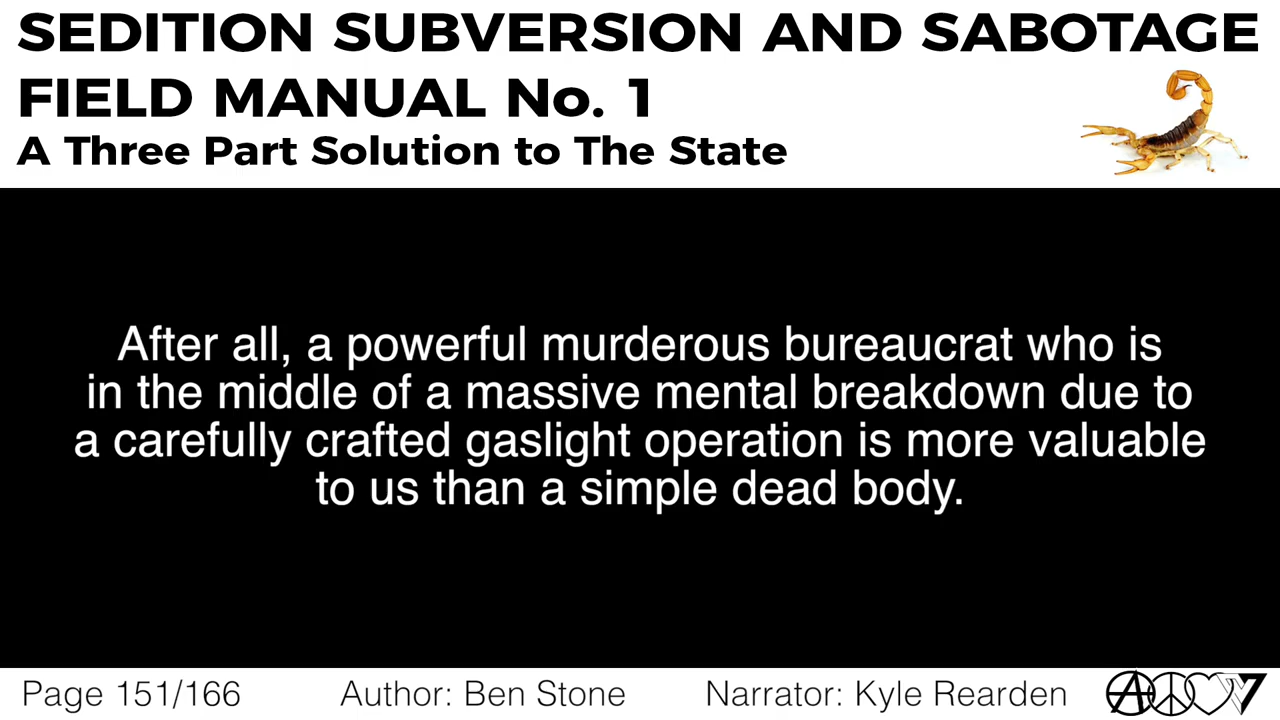 SEDITION SUBVERSION AND SABOTAGE
FIELD MANUAL No. 1
A Three Part Solution to The State
After all, a powerful murderous bureaucrat who is
in the middle of a massive mental breakdown due to
a carefully crafted gaslight operation is more valuable
to us than a simple dead body.
Page 151/166 Author: Ben Stone Narrator: Kyle Rearden